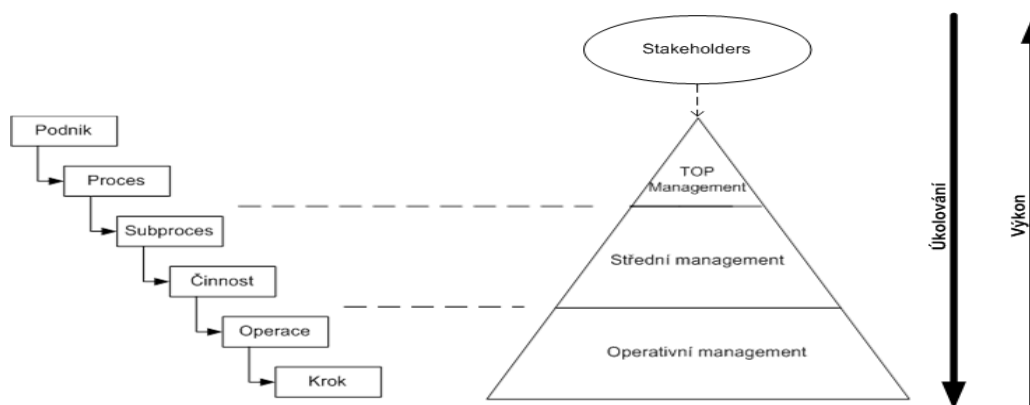 Stakeholders
Podnik
Proces
Subproces
Činnost
Operace
Krok
TOP
Management
Střední management
Operativní management
Úkolování
Výkon